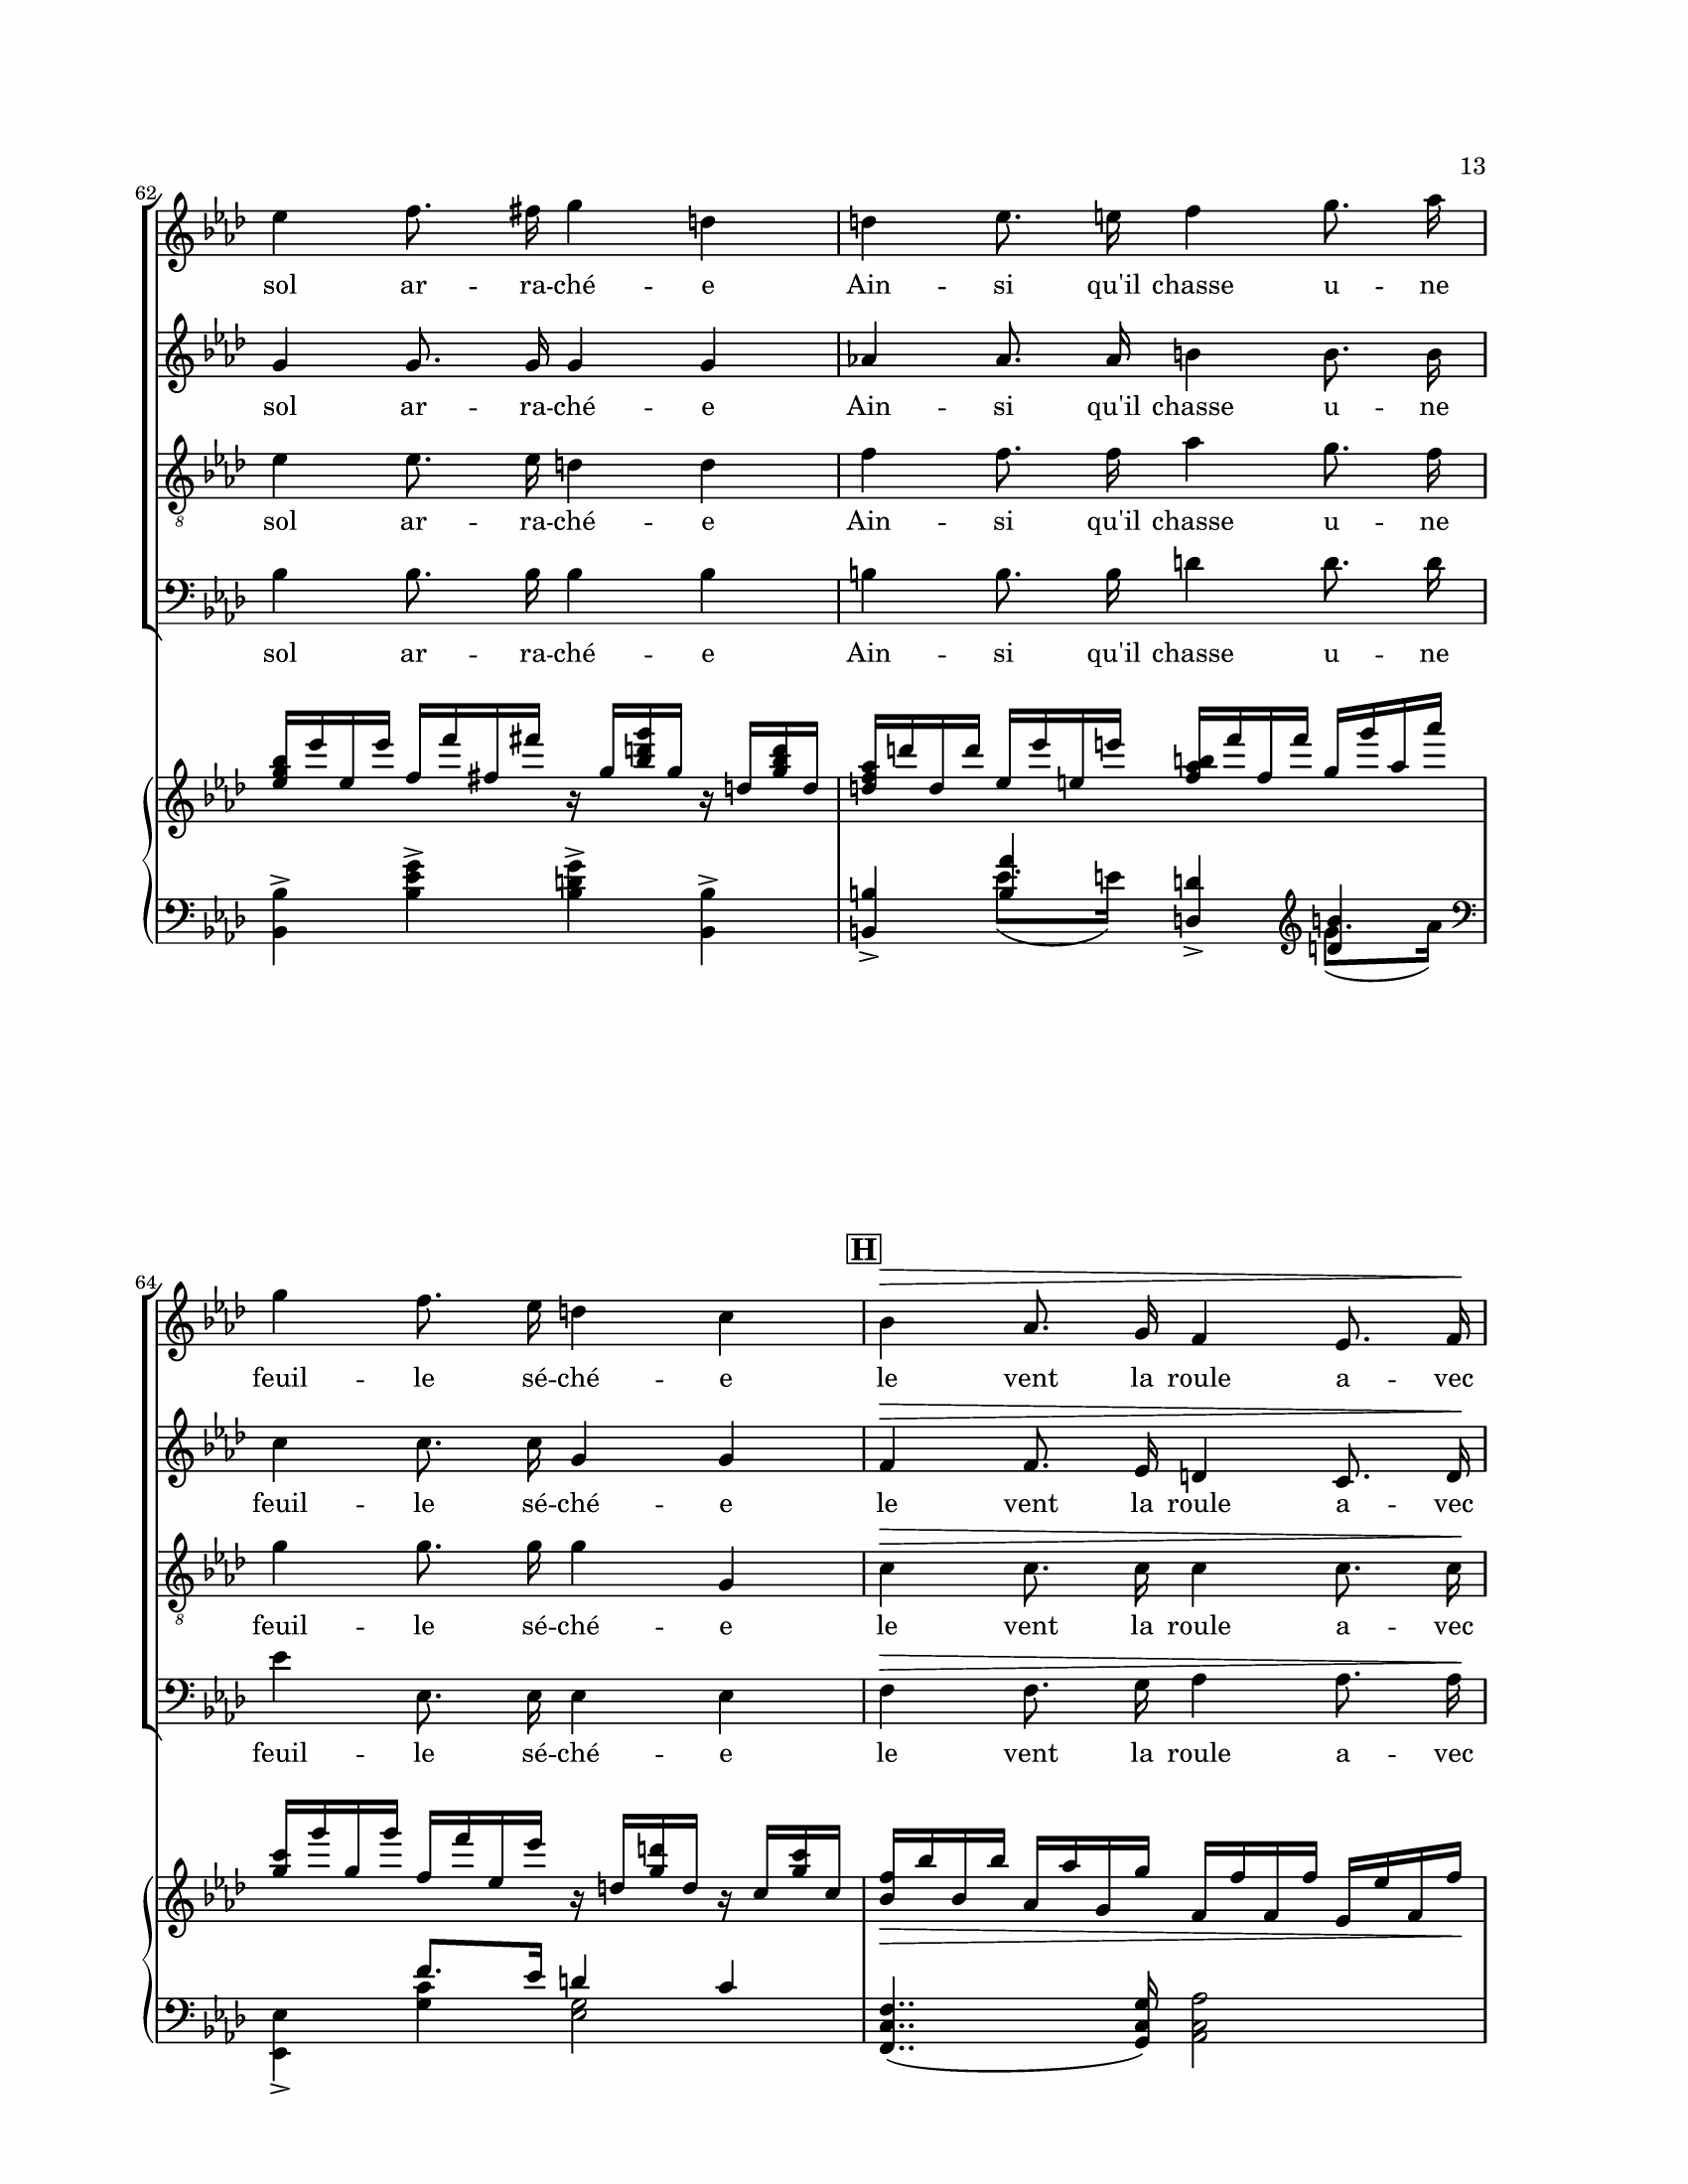 13
62
sol ar -- ra -- ché -- e Ain -- si qu'il chasse u -- ne
sol ar -- ra -- ché -- e Ain -- si qu'il chasse u -- ne
8
sol ar -- ra -- ché -- e Ain -- si qu'il chasse u -- ne
sol ar -- ra -- ché -- e Ain -- si qu'il chasse u -- ne
H
64
feuil -- le sé -- ché -- e le vent la roule a -- vec
feuil -- le sé -- ché -- e le vent la roule a -- vec
8
feuil -- le sé -- ché -- e le vent la roule a -- vec
feuil -- le sé -- ché -- e le vent la roule a -- vec